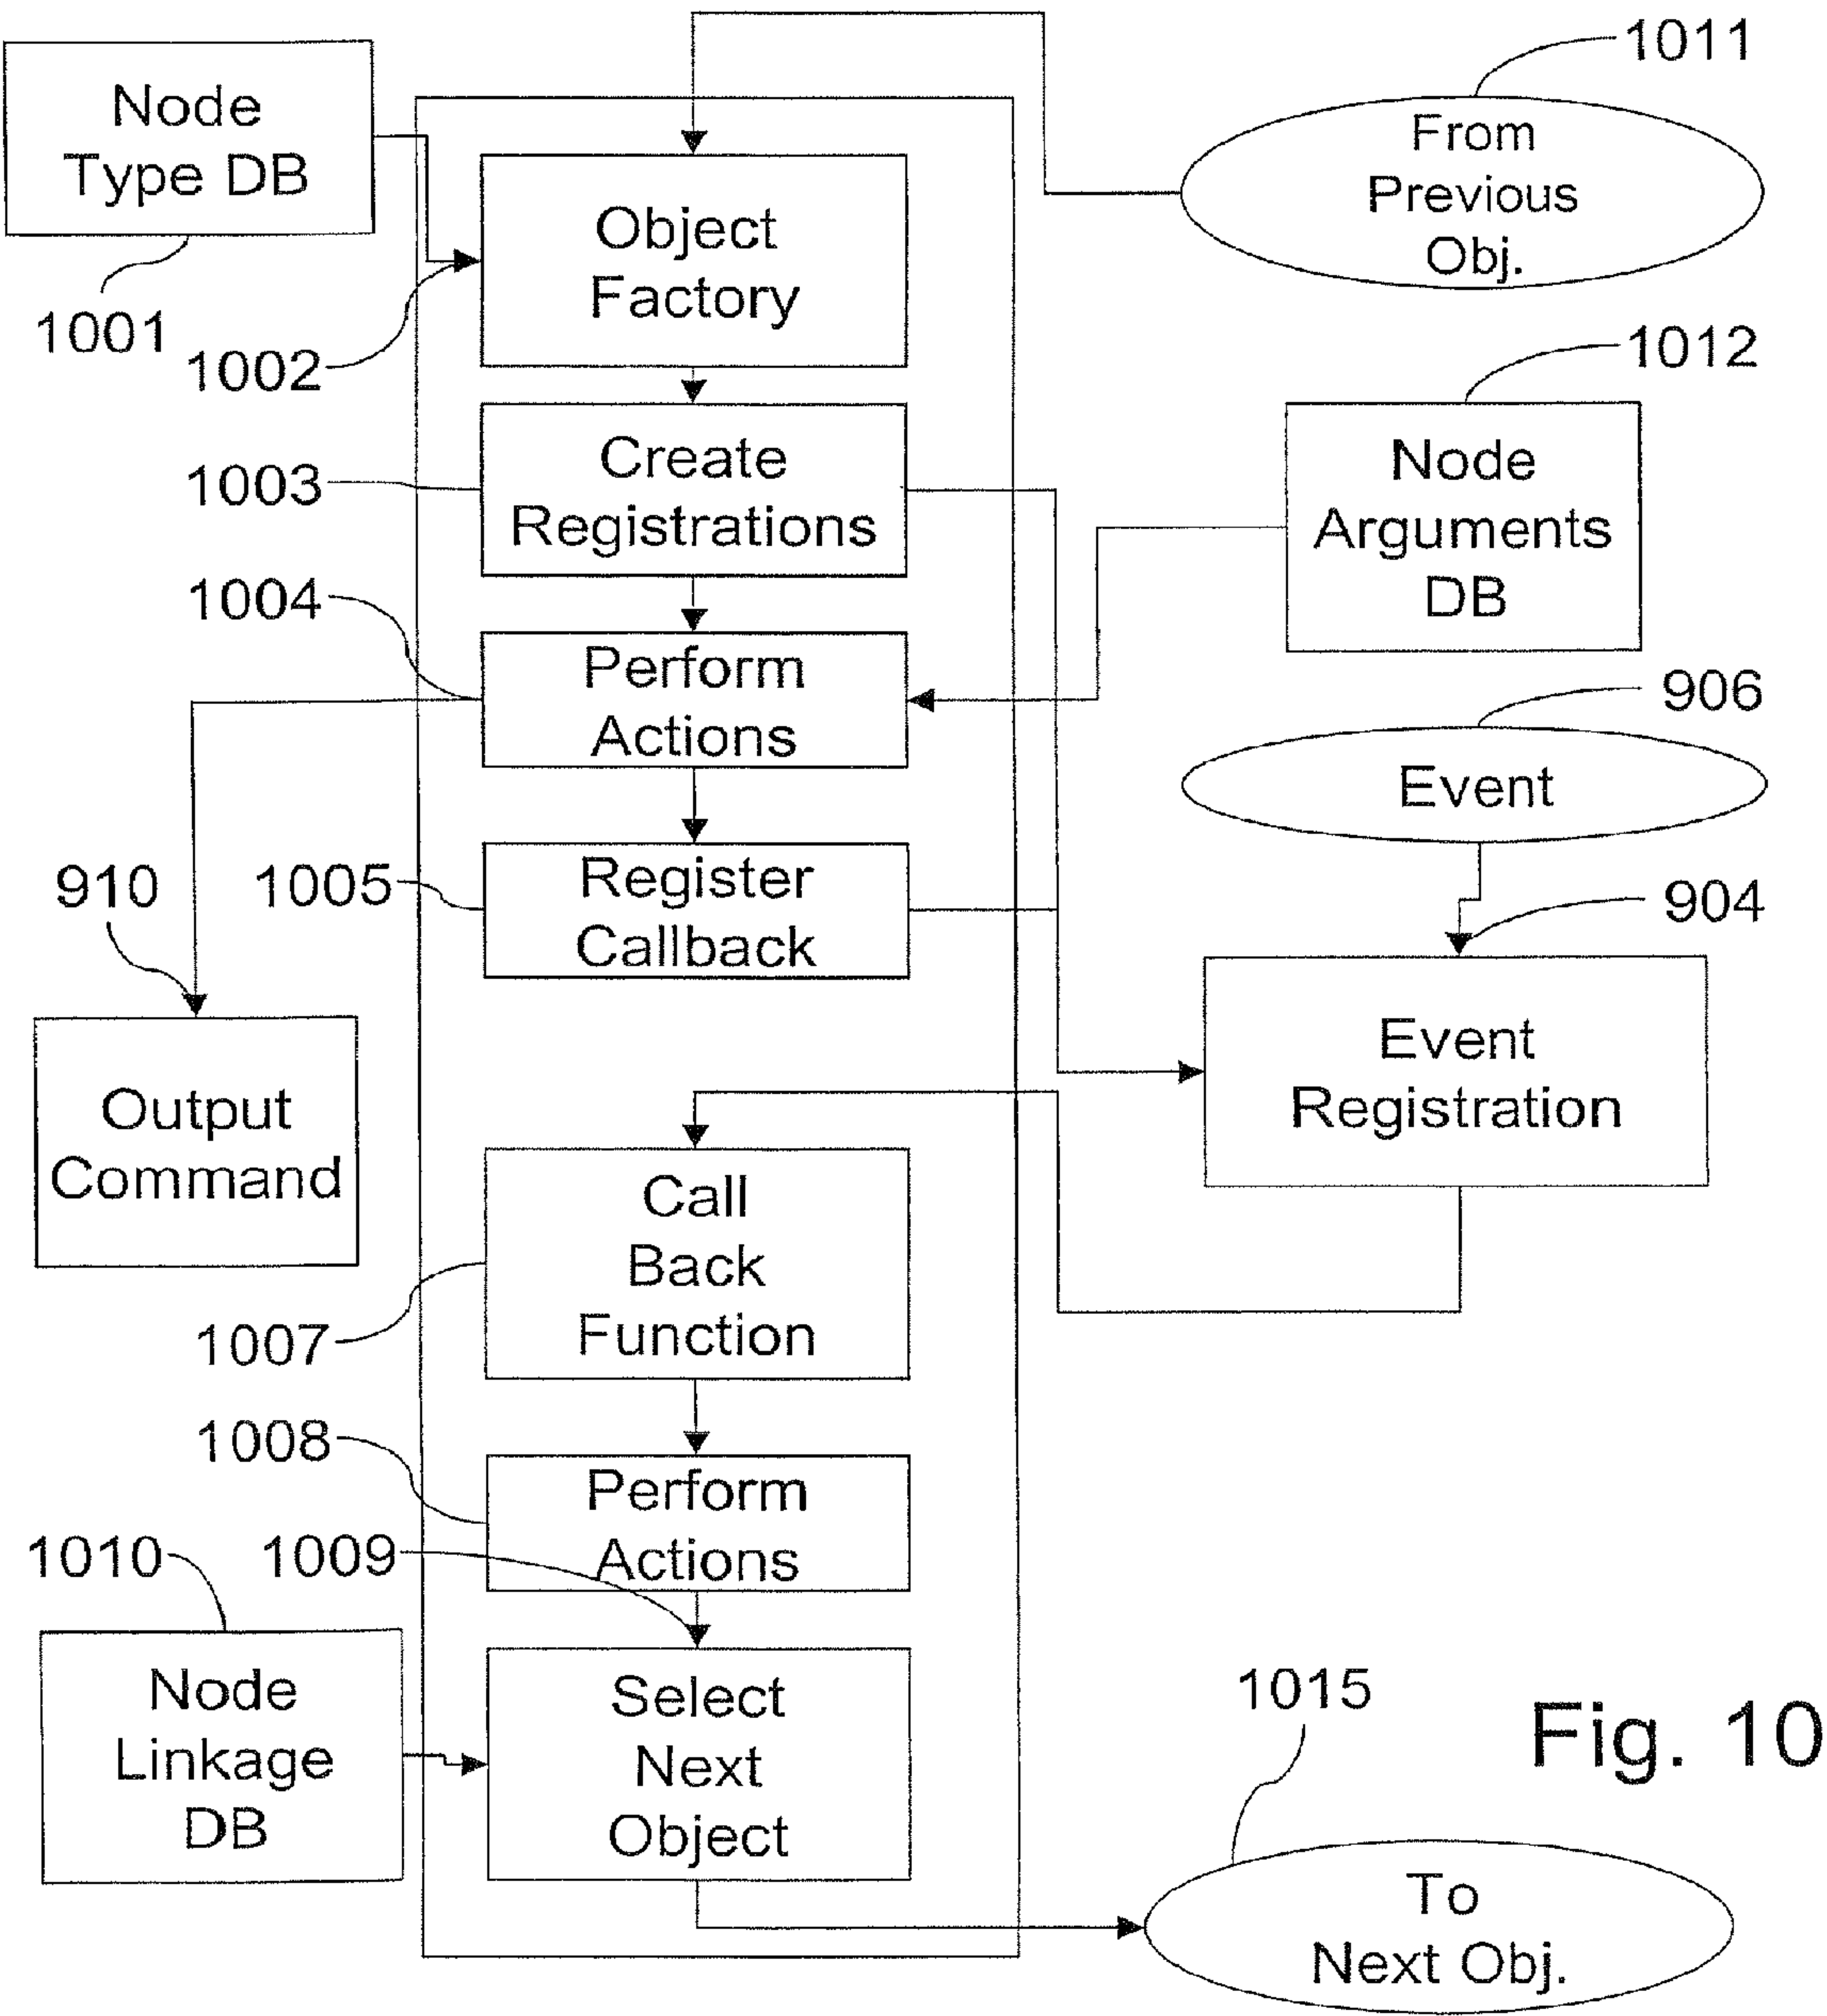 1011
Node
Type DB
From
Previous
Obj.
Object
Factory
1001
1002
1012
Create
Registrations
1003
Node
Arguments
DB
1004
Perform
Actions
906
Event
910
1005
Register
Callback
904
Event
Registration
Output
Command
Call
Back
Function
1007
1008
Perform
Actions
1010
1009
Node
Linkage
DB
Select
Next
Object
1015
Fig. 10
To
Next Obj.